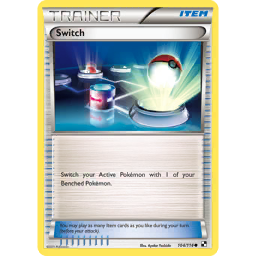 TRAINER ITEM
Switch
Switch your Active Pokémon with 1 of your
Benched Pokémon.
You may play as many Item cards as you like during your turn
(before your attack).
Illus. Ayaka Yoshida
104/114